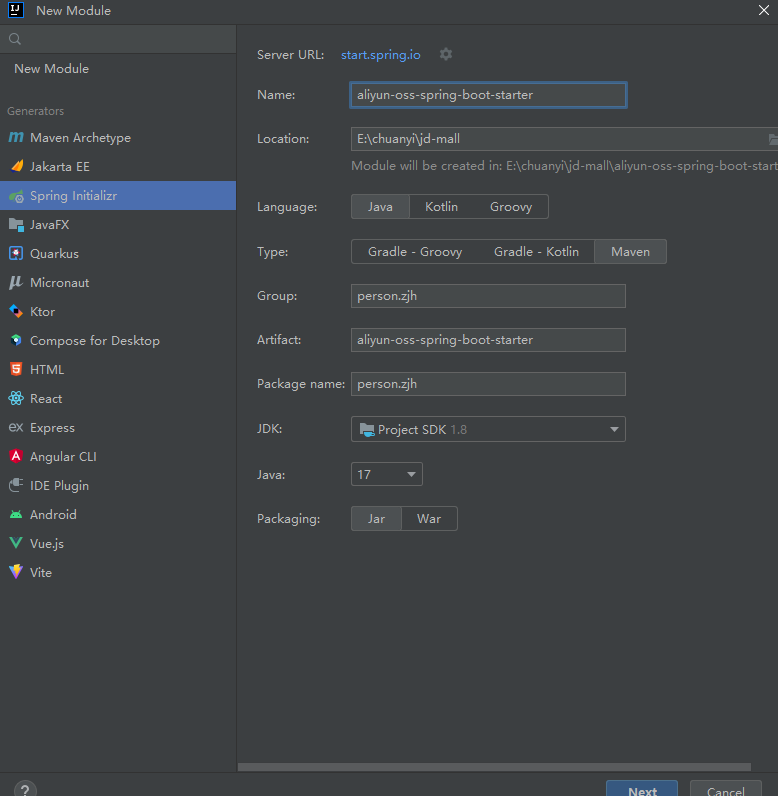 New Module
New Module
Generators
Maven Archetype
Jakarta EE
Spring Initializr
JavaFX
Quarkus
Micronaut
Ktor
Compose for Desktop
HTML
React
Express
Angular CLI
IDE Plugin
Android
Vue.js
Vite
Server URL: start.spring.io
Name: aliyun-oss-spring-boot-starter
Location: E:\chuanyi\jd-mall
Module will be created in: E:\chuanyi\jd-mall\aliyun-oss-spring-boot-start
Language: Java Kotlin Groovy
Type: Gradle - Groovy Gradle - Kotlin Maven
Group: person.zjh
Artifact: aliyun-oss-spring-boot-starter
Package name: person.zjh
JDK: Project SDK 1.8
Java: 17
Packaging: Jar War
? Next Cancel